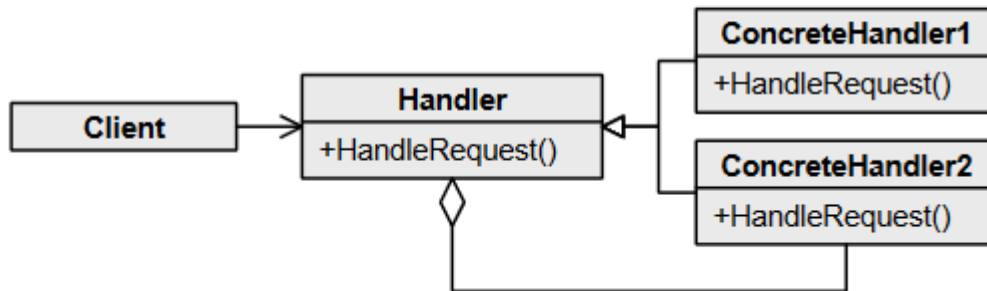 Client
Handler
+HandleRequest()
ConcreteHandler1
+HandleRequest()
ConcreteHandler2
+HandleRequest()